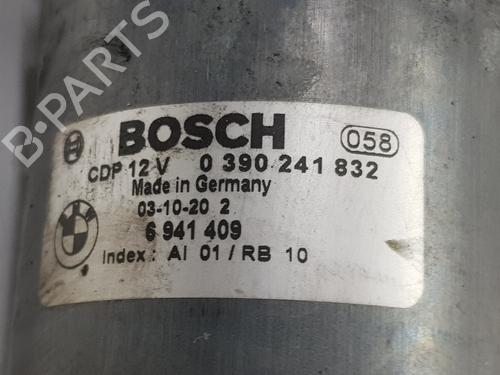 B-PARTS
BOSCH
058
CDP 12 V 0 390 241 832
Made in Germany
03-10-20 2
6 941 409
Index: AI 01 / RB 10
BMW